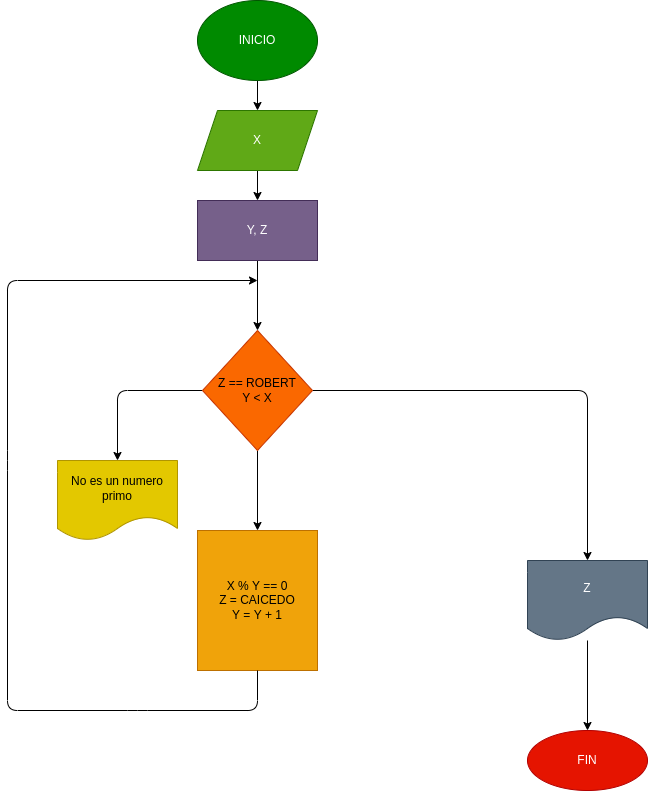 INICIO
X
Y, Z
Z == ROBERT
Y < X
No es un numero
primo
X % Y == 0
Z = CAICEDO
Y = Y + 1
Z
FIN